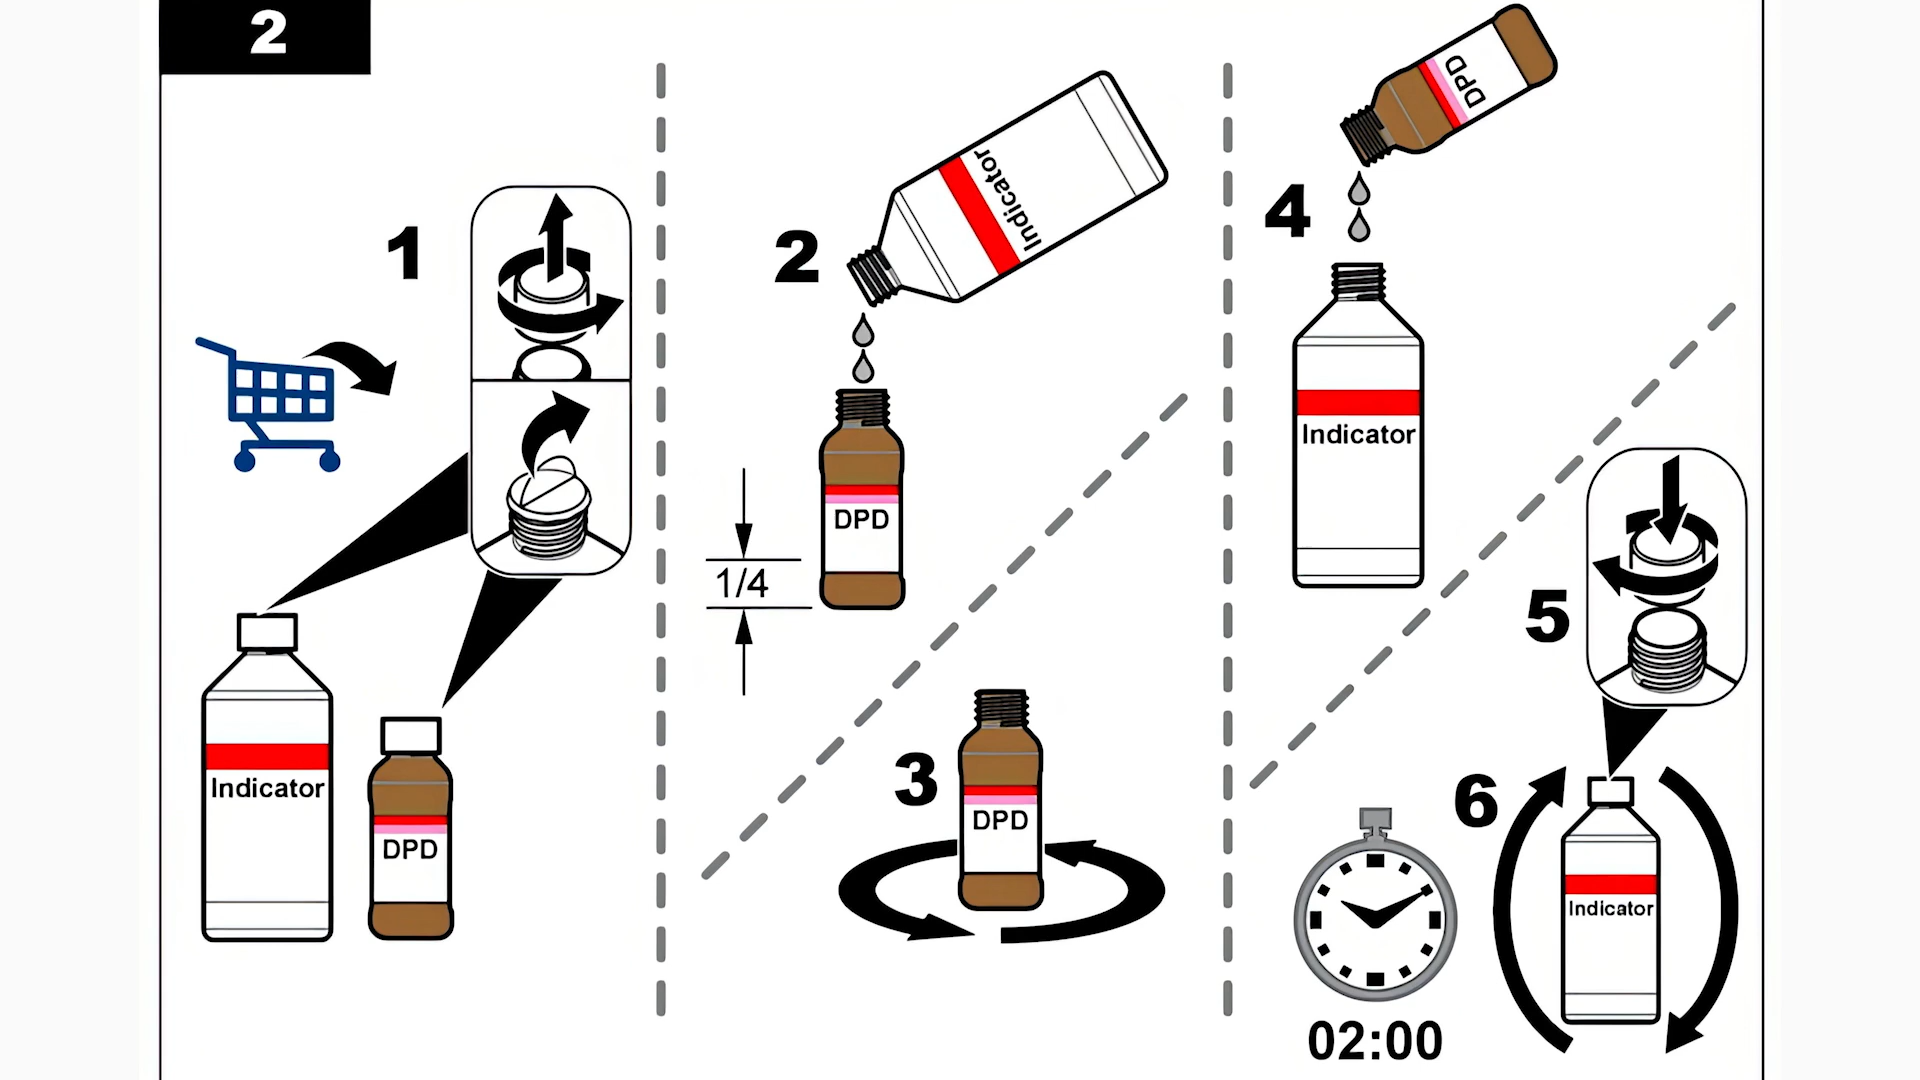 2
1
Indicator
DPD
2
Indicator
DPD
1/4
3
DPD
4
DPD
Indicator
5
6
Indicator
02:00